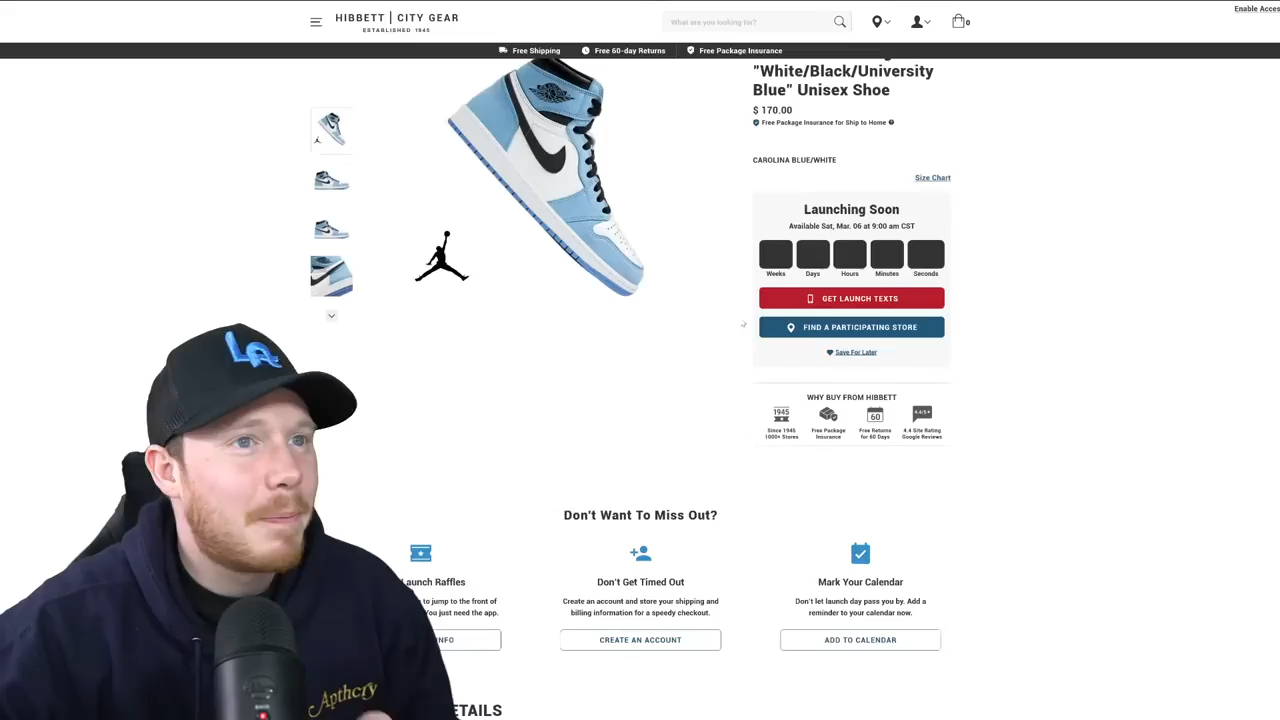 Enable Acces
HIBBETT | CITY GEAR
ESTABLISHED 1945
What are you looking for?
0
Free Shipping
Free 60-day Returns
Free Package Insurance
"White/Black/University
Blue" Unisex Shoe
$ 170.00
Free Package Insurance for Ship to Home
CAROLINA BLUE/WHITE
Size Chart
Launching Soon
Available Sat, Mar. 06 at 9:00 am CST
Weeks Days Hours Minutes Seconds
GET LAUNCH TEXTS
FIND A PARTICIPATING STORE
Save For Later
WHY BUY FROM HIBBETT
1945
60
4.4/5★
Since 1945
1000+ Stores
Free Package
Insurance
Free Returns
for 60 Days
4.4 Site Rating
Google Reviews
Don't Want To Miss Out?
aunch Raffles
to jump to the front of
You just need the app.
INFO
Don't Get Timed Out
Create an account and store your shipping and
billing information for a speedy checkout.
CREATE AN ACCOUNT
Mark Your Calendar
Don't let launch day pass you by. Add a
reminder to your calendar now.
ADD TO CALENDAR
ETAILS
LA
Apthcry